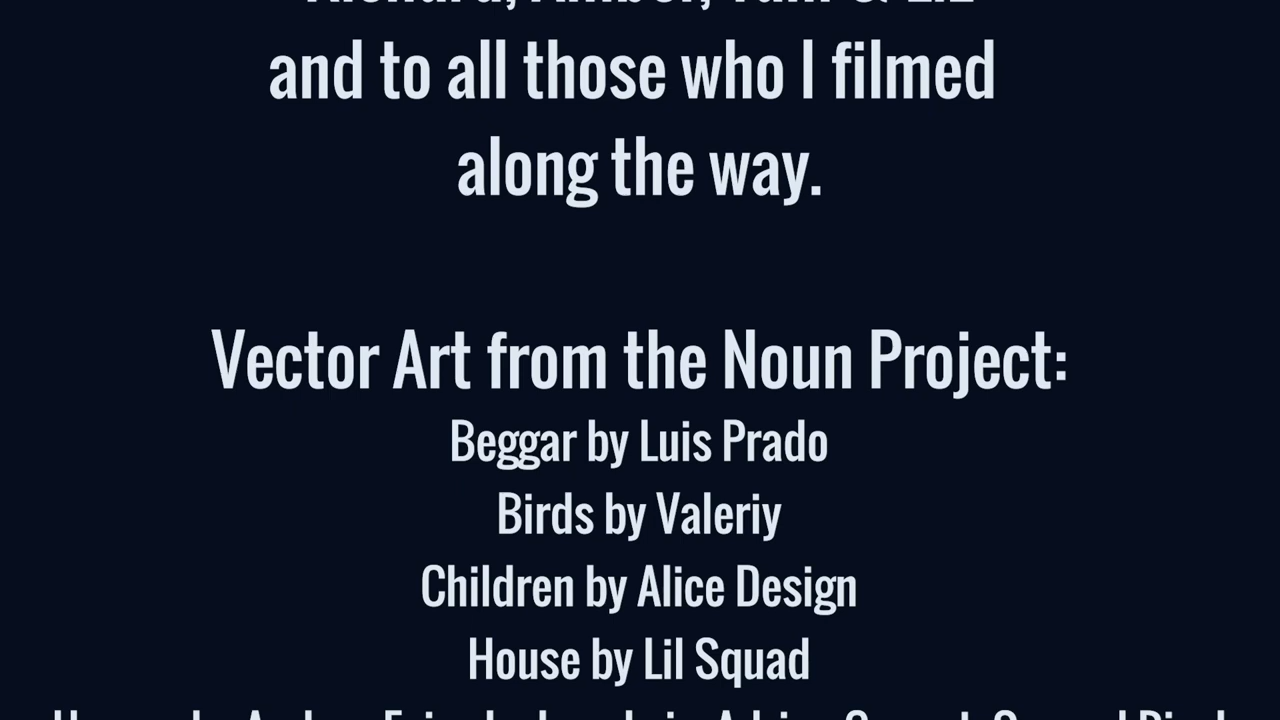 and to all those who I filmed
along the way.
Vector Art from the Noun Project:
Beggar by Luis Prado
Birds by Valeriy
Children by Alice Design
House by Lil Squad